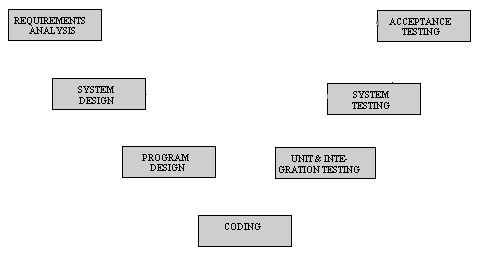 REQUIREMENTS
ANALYSIS
ACCEPTANCE
TESTING
SYSTEM
DESIGN
SYSTEM
TESTING
PROGRAM
DESIGN
UNIT & INTE-
GRATION TESTING
CODING